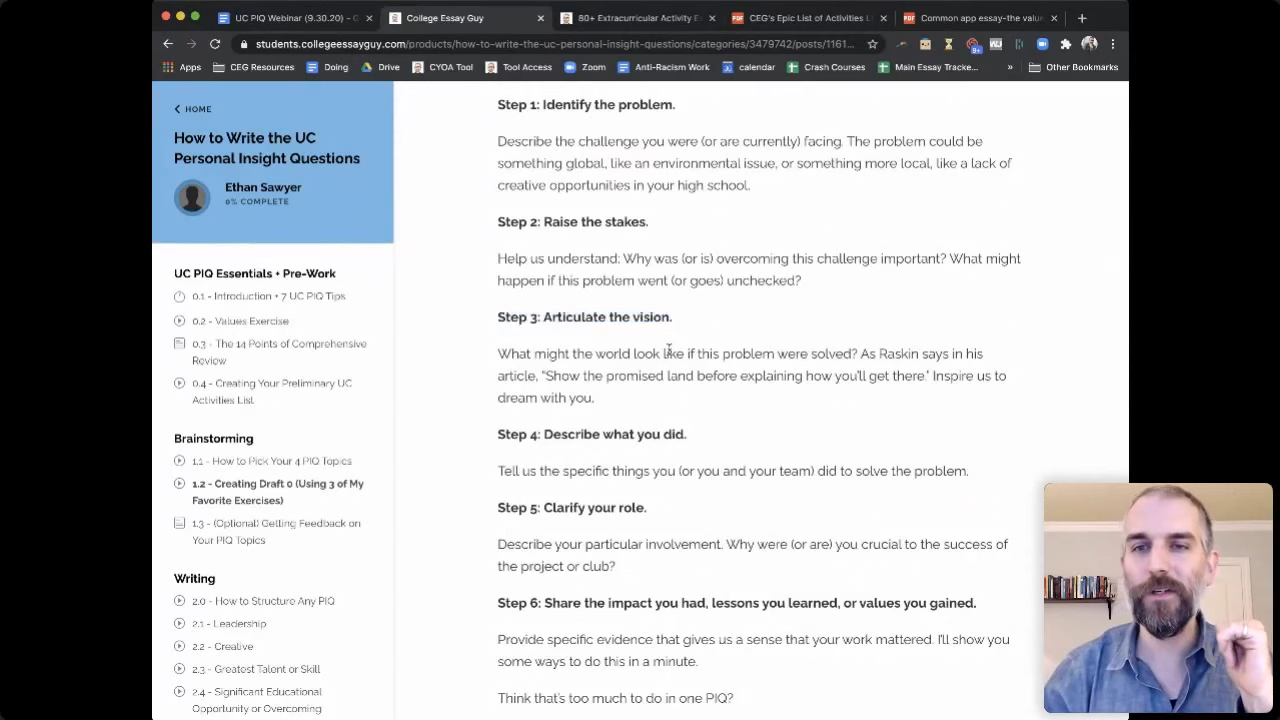 UC PIQ Webinar (9.30.20) - G
College Essay Guy
80+ Extracurricular Activity E
CEG's Epic List of Activities L
Common app essay-the value
students.collegeessayguy.com/products/how-to-write-the-uc-personal-insight-questions/categories/3479742/posts/1161...
Apps
CEG Resources
Doing
Drive
CYOA Tool
Tool Access
Zoom
Anti-Racism Work
calendar
Crash Courses
Main Essay Tracke...
»
Other Bookmarks
HOME
How to Write the UC
Personal Insight Questions
Ethan Sawyer
0% COMPLETE
UC PIQ Essentials + Pre-Work
0.1 - Introduction + 7 UC PIQ Tips
0.2 - Values Exercise
0.3 - The 14 Points of Comprehensive
Review
0.4 - Creating Your Preliminary UC
Activities List
Brainstorming
1.1 - How to Pick Your 4 PIQ Topics
1.2 - Creating Draft 0 (Using 3 of My
Favorite Exercises)
1.3 - (Optional) Getting Feedback on
Your PIQ Topics
Writing
2.0 - How to Structure Any PIQ
2.1 - Leadership
2.2 - Creative
2.3 - Greatest Talent or Skill
2.4 - Significant Educational
Opportunity or Overcoming
Step 1: Identify the problem.
Describe the challenge you were (or are currently) facing. The problem could be
something global, like an environmental issue, or something more local, like a lack of
creative opportunities in your high school.
Step 2: Raise the stakes.
Help us understand: Why was (or is) overcoming this challenge important? What might
happen if this problem went (or goes) unchecked?
Step 3: Articulate the vision.
What might the world look like if this problem were solved? As Raskin says in his
article, “Show the promised land before explaining how you’ll get there.” Inspire us to
dream with you.
Step 4: Describe what you did.
Tell us the specific things you (or you and your team) did to solve the problem.
Step 5: Clarify your role.
Describe your particular involvement. Why were (or are) you crucial to the success of
the project or club?
Step 6: Share the impact you had, lessons you learned, or values you gained.
Provide specific evidence that gives us a sense that your work mattered. I’ll show you
some ways to do this in a minute.
Think that’s too much to do in one PIQ?